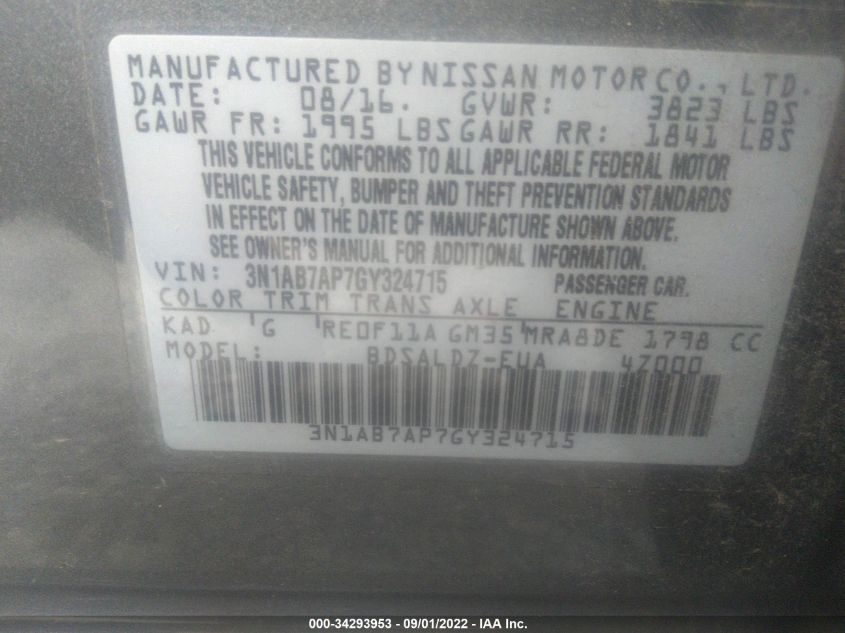 MANUFACTURED BY NISSAN MOTOR CO., LTD.
DATE: 08/16. GVWR: 3823 LBS
GAWR FR: 1995 LBS GAWR RR: 1841 LBS
THIS VEHICLE CONFORMS TO ALL APPLICABLE FEDERAL MOTOR
VEHICLE SAFETY, BUMPER AND THEFT PREVENTION STANDARDS
IN EFFECT ON THE DATE OF MANUFACTURE SHOWN ABOVE.
SEE OWNER'S MANUAL FOR ADDITIONAL INFORMATION.
VIN: 3N1AB7AP7GY324715 PASSENGER CAR.
COLOR TRIM TRANS AXLE ENGINE
KAD G RE0F11A GM35 MRA8DE 1798 CC
MODEL: BDSALDZ-EUA 4Z000
3N1AB7AP7GY324715
000-34293953 - 09/01/2022 - IAA Inc.